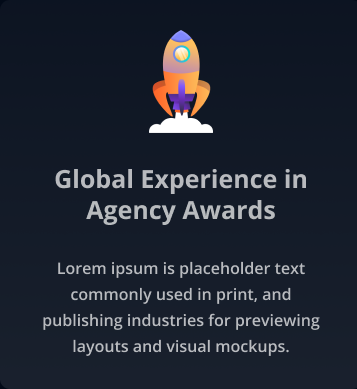 Global Experience in
Agency Awards
Lorem ipsum is placeholder text
commonly used in print, and
publishing industries for previewing
layouts and visual mockups.